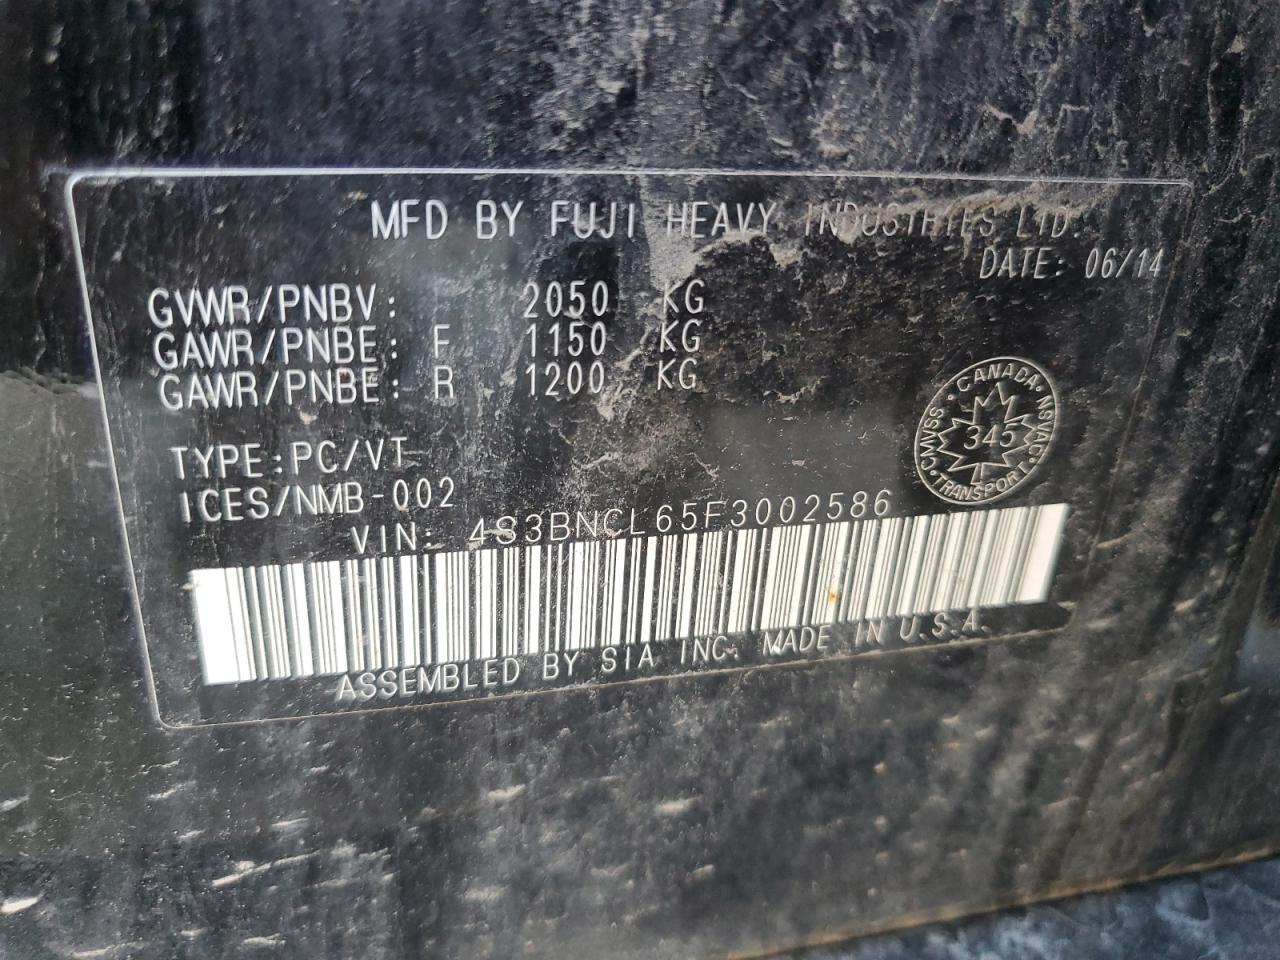 MFD BY FUJI HEAVY INDUSTRIES LTD.
DATE: 06/14
GVWR/PNBV: 2050 KG
GAWR/PNBE: F 1150 KG
GAWR/PNBE: R 1200 KG
CANADA · NSVAC · TRANSPORT · CMVSS
345
TYPE:PC/VT
ICES/NMB-002
VIN: 4S3BNCL65F3002586
ASSEMBLED BY SIA INC. MADE IN U.S.A.